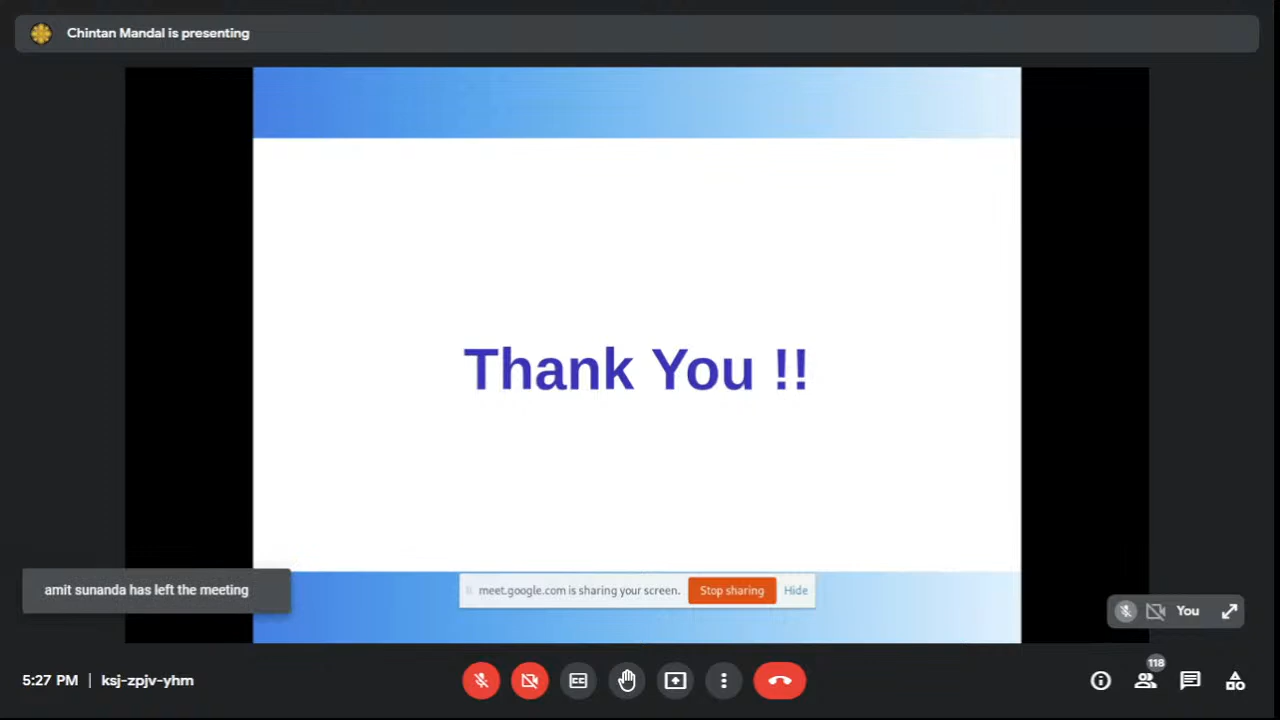 Chintan Mandal is presenting
Thank You !!
amit sunanda has left the meeting
meet.google.com is sharing your screen. Stop sharing Hide
You
5:27 PM | ksj-zpjv-yhm
118